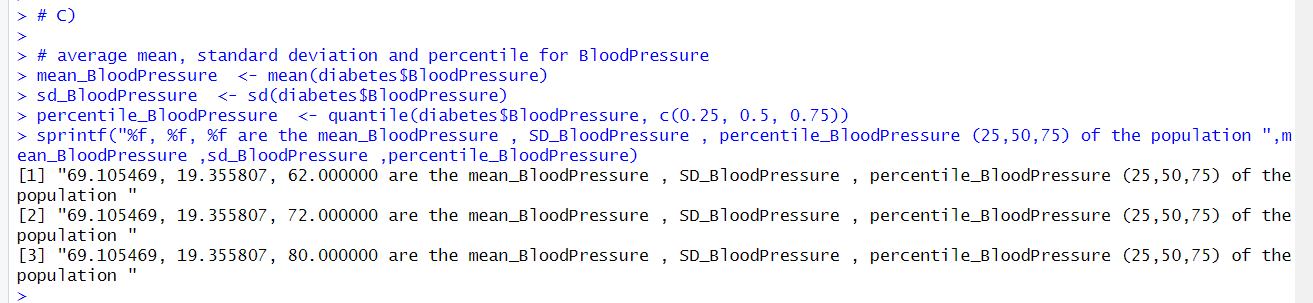 > # C)
>
> # average mean, standard deviation and percentile for BloodPressure
> mean_BloodPressure  <- mean(diabetes$BloodPressure)
> sd_BloodPressure  <- sd(diabetes$BloodPressure)
> percentile_BloodPressure  <- quantile(diabetes$BloodPressure, c(0.25, 0.5, 0.75))
> sprintf("%f, %f, %f are the mean_BloodPressure , SD_BloodPressure , percentile_BloodPressure (25,50,75) of the population ",m
ean_BloodPressure ,sd_BloodPressure ,percentile_BloodPressure)
[1] "69.105469, 19.355807, 62.000000 are the mean_BloodPressure , SD_BloodPressure , percentile_BloodPressure (25,50,75) of the
population "
[2] "69.105469, 19.355807, 72.000000 are the mean_BloodPressure , SD_BloodPressure , percentile_BloodPressure (25,50,75) of the
population "
[3] "69.105469, 19.355807, 80.000000 are the mean_BloodPressure , SD_BloodPressure , percentile_BloodPressure (25,50,75) of the
population "
>